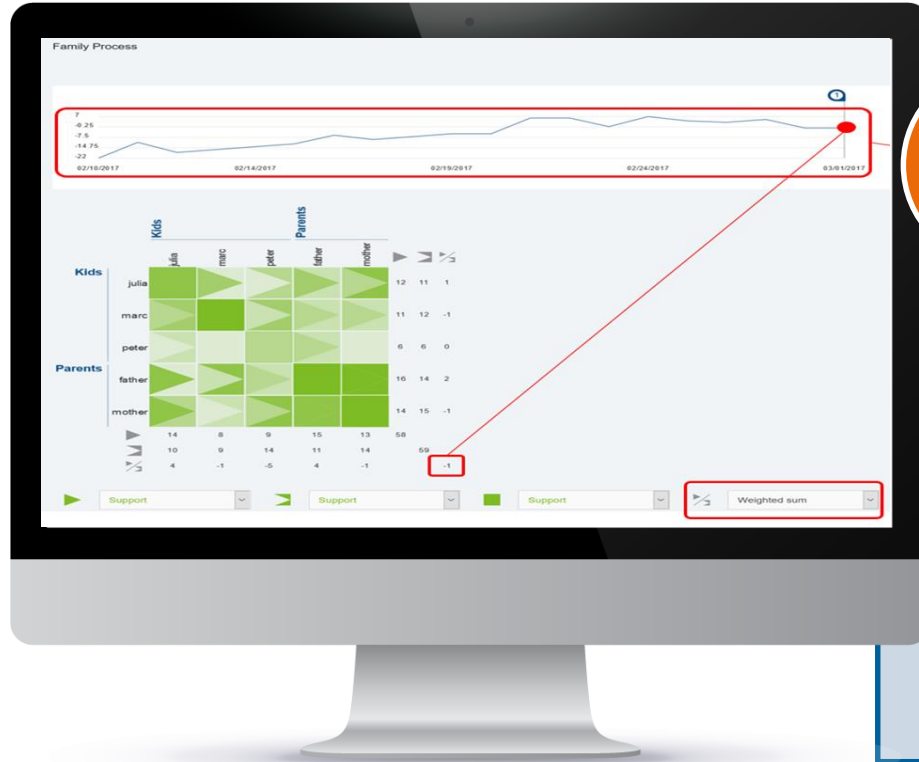 Family Process
1
7
-0.25
-7.5
-14.75
-22
02/10/2017 02/14/2017 02/19/2017 02/24/2017 03/01/2017
Kids Parents
julia marc peter father mother
Kids
julia 12 11 1
marc 11 12 -1
peter 6 6 0
Parents
father 16 14 2
mother 14 15 -1
14 8 9 15 13 58
10 9 14 11 14 59
4 -1 -5 4 -1 -1
Support Support Support Weighted sum